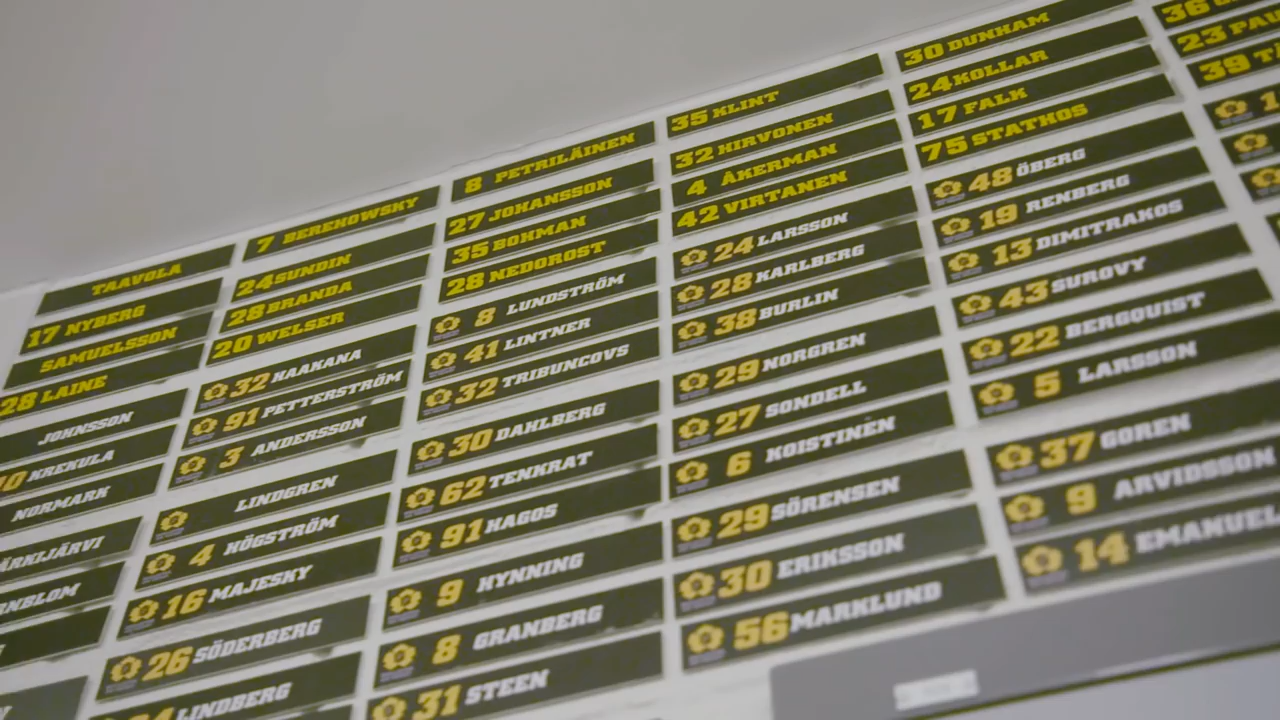 TAAVOLA
17 NYBERG
SAMUELSSON
28 LAINE
JOHNSSON
KREKULA
NORMARK
7 BEREHOWSKY
24 SUNDIN
28 BRANDA
20 WELSER
32 HAAKANA
91 PETTERSTRÖM
3 ANDERSSON
LINDGREN
4 HÖGSTRÖM
16 MAJESKY
26 SÖDERBERG
LINDBERG
8 PETRILÄINEN
27 JOHANSSON
35 BOHMAN
28 NEDOROST
8 LUNDSTRÖM
41 LINTNER
32 TRIBUNCOVS
30 DAHLBERG
62 TENKRAT
91 HAGOS
9 HYNNING
8 GRANBERG
31 STEEN
35 KLINT
32 HIRVONEN
4 ÅKERMAN
42 VIRTANEN
24 LARSSON
28 KARLBERG
38 BURLIN
29 NORGREN
27 SONDELL
6 KOISTINEN
29 SÖRENSEN
30 ERIKSSON
56 MARKLUND
30 DUNHAM
24 KOLLAR
17 FALK
75 STATHOS
48 ÖBERG
19 RENBERG
13 DIMITRAKOS
43 SUROVY
22 BERGQUIST
5 LARSSON
37 GOREN
9 ARVIDSSON
14 EMANUEL
36
23
39